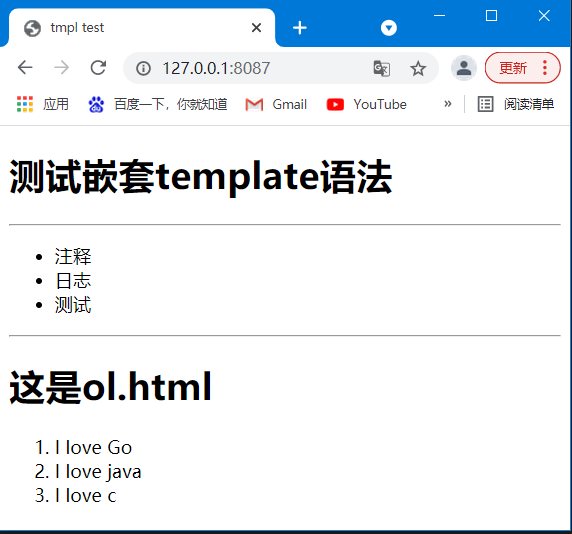 tmpl test
127.0.0.1:8087
更新
应用 百度一下，你就知道 Gmail YouTube » 阅读清单
测试嵌套template语法
• 注释
• 日志
• 测试
这是ol.html
1. I love Go
2. I love java
3. I love c